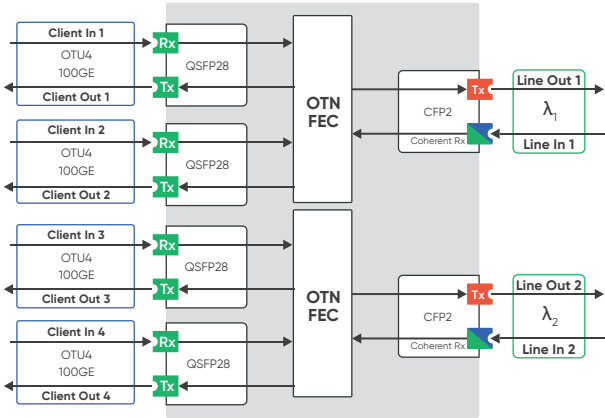 Client In 1
OTU4
100GE
Client Out 1
Rx
Tx
QSFP28
Client In 2
OTU4
100GE
Client Out 2
Rx
Tx
QSFP28
OTN
FEC
CFP2
Coherent Rx
Tx
Line Out 1
λ1
Line In 1
Client In 3
OTU4
100GE
Client Out 3
Rx
Tx
QSFP28
Client In 4
OTU4
100GE
Client Out 4
Rx
Tx
QSFP28
OTN
FEC
CFP2
Coherent Rx
Tx
Line Out 2
λ2
Line In 2